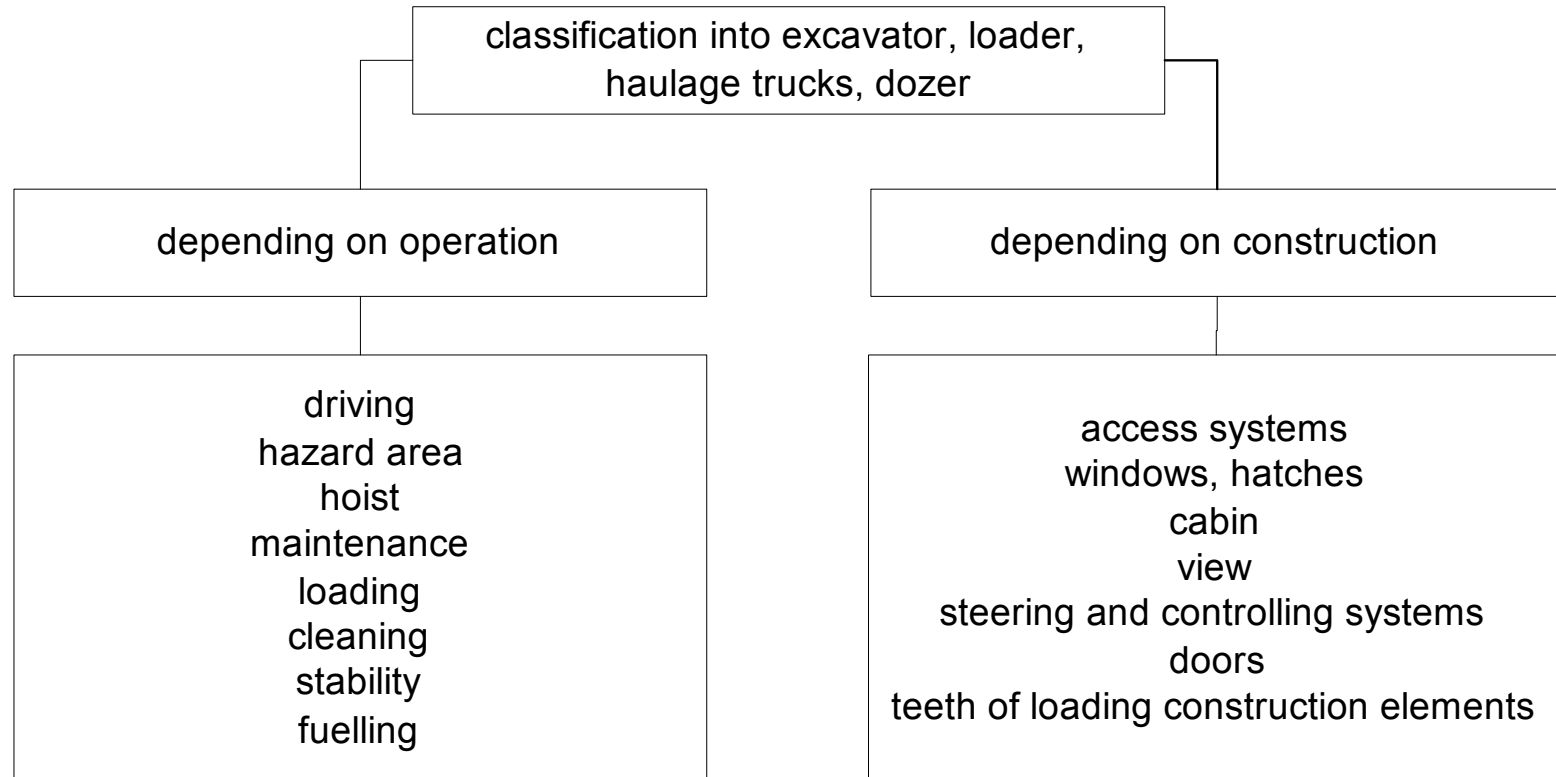 classification into excavator, loader,
haulage trucks, dozer
depending on operation
depending on construction
driving
hazard area
hoist
maintenance
loading
cleaning
stability
fuelling
access systems
windows, hatches
cabin
view
steering and controlling systems
doors
teeth of loading construction elements